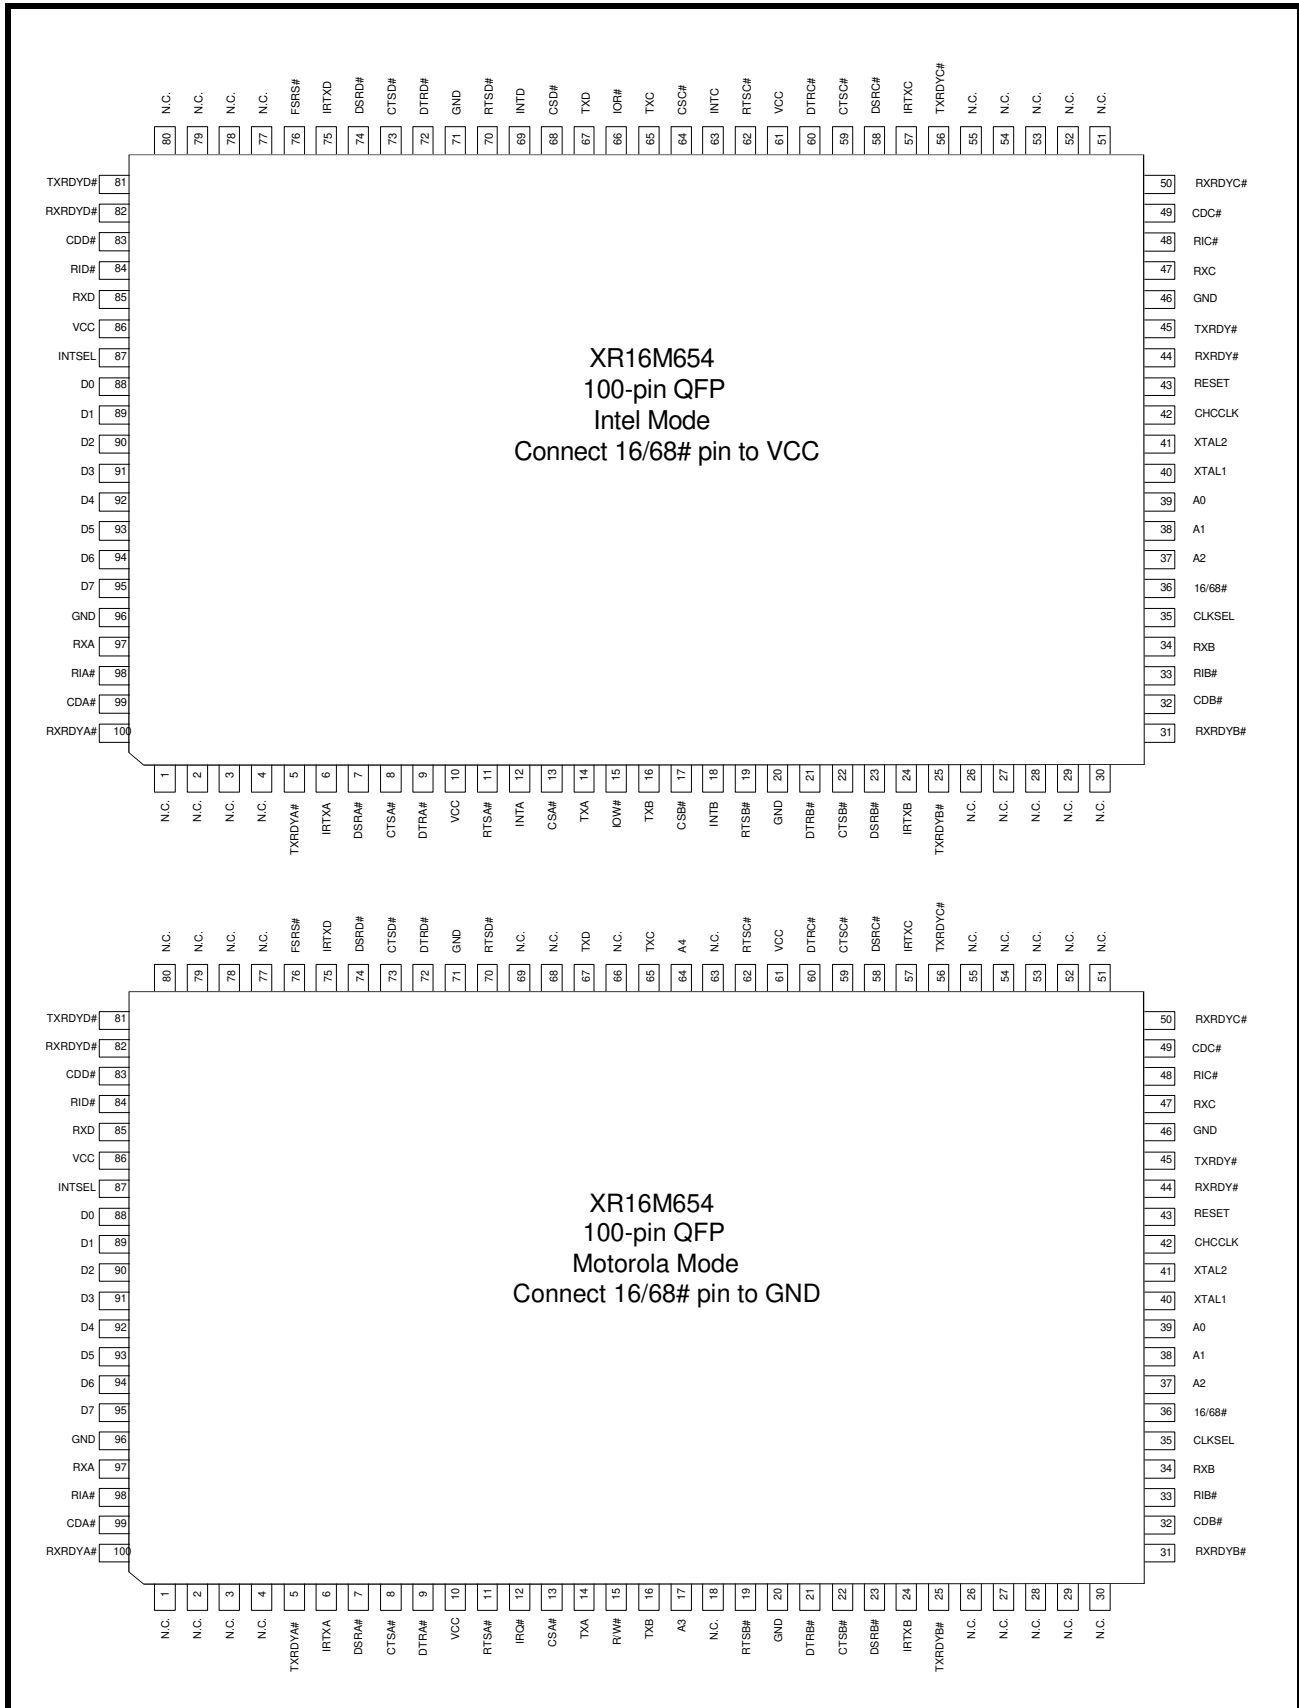 N.C. N.C. N.C. N.C. FSRS# IRTXD DSRD# CTSD# DTRD# GND RTSD# INTD CSD# TXD IOR# TXC CSC# INTC RTSC# VCC DTRC# CTSC# DSRC# IRTXC TXRDYC# N.C. N.C. N.C. N.C. N.C.
80 79 78 77 76 75 74 73 72 71 70 69 68 67 66 65 64 63 62 61 60 59 58 57 56 55 54 53 52 51
TXRDYD# 81 50 RXRDYC#
RXRDYD# 82 49 CDC#
CDD# 83 48 RIC#
RID# 84 47 RXC
RXD 85 46 GND
VCC 86 45 TXRDY#
INTSEL 87 44 RXRDY#
D0 88 43 RESET
D1 89 42 CHCCLK
D2 90 41 XTAL2
D3 91 40 XTAL1
D4 92 39 A0
D5 93 38 A1
D6 94 37 A2
D7 95 36 16/68#
GND 96 35 CLKSEL
RXA 97 34 RXB
RIA# 98 33 RIB#
CDA# 99 32 CDB#
RXRDYA# 100 31 RXRDYB#
XR16M654
100-pin QFP
Intel Mode
Connect 16/68# pin to VCC
1 2 3 4 5 6 7 8 9 10 11 12 13 14 15 16 17 18 19 20 21 22 23 24 25 26 27 28 29 30
N.C. N.C. N.C. N.C. TXRDYA# IRTXA DSRA# CTSA# DTRA# VCC RTSA# INTA CSA# TXA IOW# TXB CSB# INTB RTSB# GND DTRB# CTSB# DSRB# IRTXB TXRDYB# N.C. N.C. N.C. N.C. N.C.
N.C. N.C. N.C. N.C. FSRS# IRTXD DSRD# CTSD# DTRD# GND RTSD# N.C. N.C. TXD N.C. TXC A4 N.C. RTSC# VCC DTRC# CTSC# DSRC# IRTXC TXRDYC# N.C. N.C. N.C. N.C. N.C.
80 79 78 77 76 75 74 73 72 71 70 69 68 67 66 65 64 63 62 61 60 59 58 57 56 55 54 53 52 51
TXRDYD# 81 50 RXRDYC#
RXRDYD# 82 49 CDC#
CDD# 83 48 RIC#
RID# 84 47 RXC
RXD 85 46 GND
VCC 86 45 TXRDY#
INTSEL 87 44 RXRDY#
D0 88 43 RESET
D1 89 42 CHCCLK
D2 90 41 XTAL2
D3 91 40 XTAL1
D4 92 39 A0
D5 93 38 A1
D6 94 37 A2
D7 95 36 16/68#
GND 96 35 CLKSEL
RXA 97 34 RXB
RIA# 98 33 RIB#
CDA# 99 32 CDB#
RXRDYA# 100 31 RXRDYB#
XR16M654
100-pin QFP
Motorola Mode
Connect 16/68# pin to GND
1 2 3 4 5 6 7 8 9 10 11 12 13 14 15 16 17 18 19 20 21 22 23 24 25 26 27 28 29 30
N.C. N.C. N.C. N.C. TXRDYA# IRTXA DSRA# CTSA# DTRA# VCC RTSA# IRQ# CSA# TXA R/W# TXB A3 N.C. RTSB# GND DTRB# CTSB# DSRB# IRTXB TXRDYB# N.C. N.C. N.C. N.C. N.C.